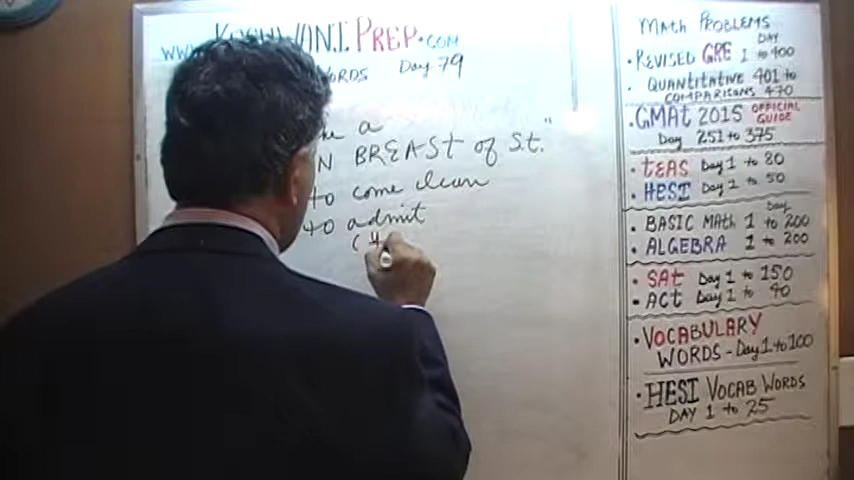 WWW. KESHWANI PREP.COM
WORDS Day 79
a
N BREAST of S.t."
to come clean
to admit
MATH PROBLEMS
DAY
• REVISED GRE 1 to 400
• QUANTITATIVE 401 to
COMPARISONS 470
• GMAt 2015 OFFICIAL GUIDE
Day 251 to 375
• tEAS Day 1 to 80
• HESI Day 1 to 50
Day
• BASIC MATH 1 to 200
• ALGEBRA 1 to 200
• SAt Day 1 to 150
• ACt Day 1 to 90
• VOCABULARY
WORDS - Day 1 to 100
• HESI VOCAB WORDS
DAY 1 to 25